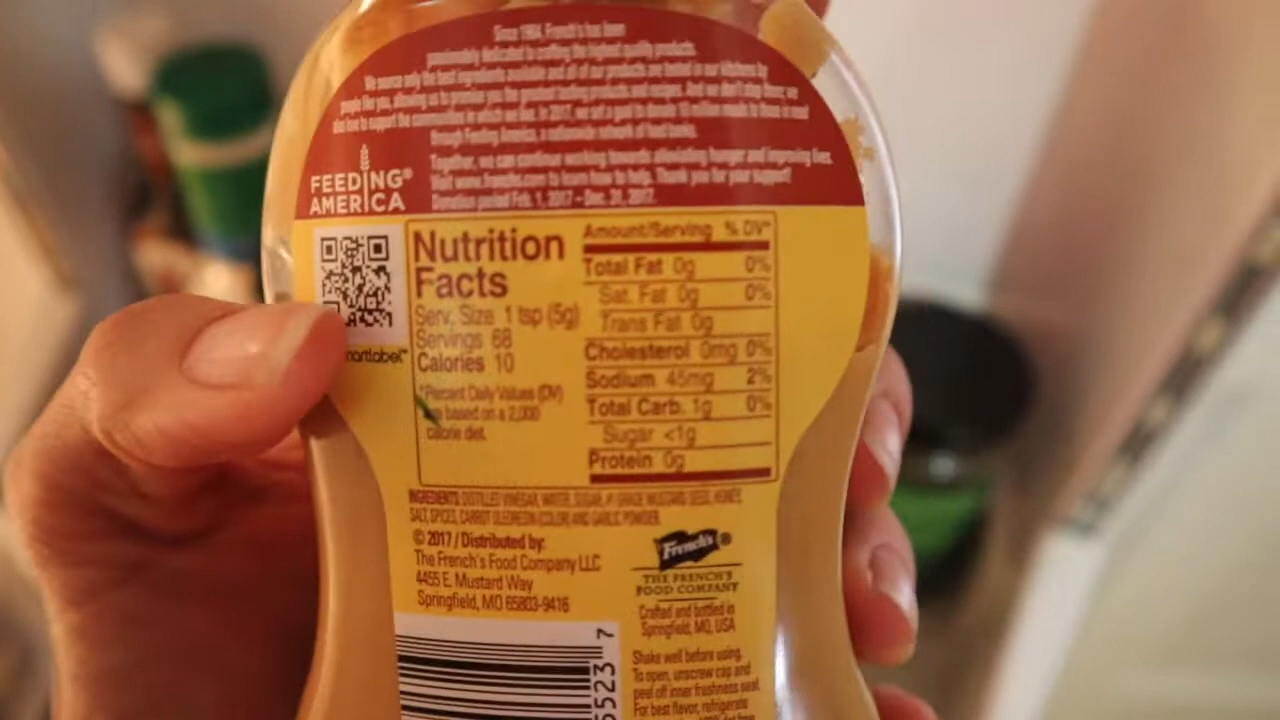 Since 1904, French's has been
passionately dedicated to crafting the highest quality products.
We source only the best ingredients available and all of our products are tested in our kitchens by
people like you, allowing us to promise you the greatest tasting products and recipes. And we don't stop there; we
also love to support the communities in which we live. In 2017, we set a goal to donate 10 million meals to those in need
through Feeding America, a nationwide network of food banks.
Together, we can continue working towards alleviating hunger and improving lives.
Visit www.frenchs.com to learn how to help. Thank you for your support!
Donation period Feb. 1, 2017 - Dec. 31, 2017.
FEEDING®
AMERICA
martlabel™
Nutrition
Facts
Serv. Size 1 tsp (5g)
Servings 68
Calories 10
*Percent Daily Values (DV)
are based on a 2,000
calorie diet.
Amount/Serving % DV*
Total Fat 0g 0%
Sat. Fat 0g 0%
Trans Fat 0g
Cholesterol 0mg 0%
Sodium 45mg 2%
Total Carb. 1g 0%
Sugar <1g
Protein 0g
INGREDIENTS: DISTILLED VINEGAR, WATER, SUGAR, #1 GRADE MUSTARD SEED, HONEY,
SALT, SPICES, CARROT OLEORESIN (COLOR) AND GARLIC POWDER.
© 2017 / Distributed by:
The French's Food Company LLC
4455 E. Mustard Way
Springfield, MO 65803-9416
French's®
THE FRENCH'S
FOOD COMPANY
Crafted and bottled in
Springfield, MO, USA
Shake well before using.
To open, unscrew cap and
peel off inner freshness seal.
For best flavor, refrigerate
5523 7